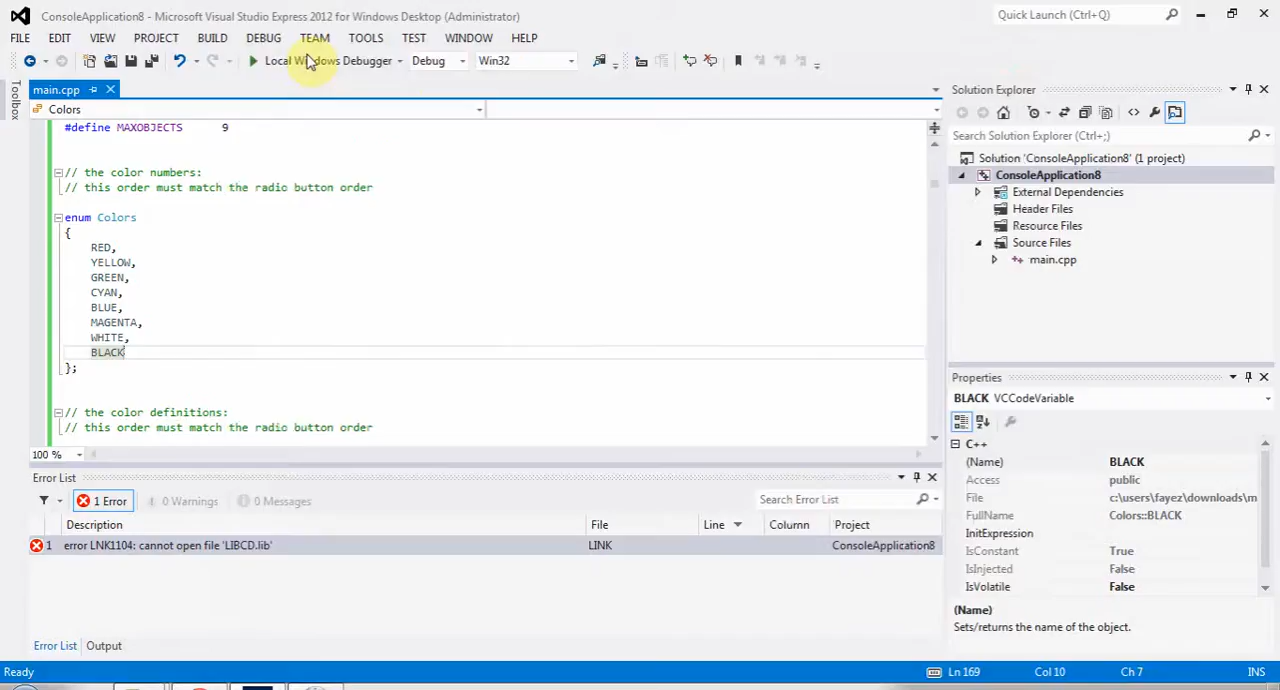 ConsoleApplication8 - Microsoft Visual Studio Express 2012 for Windows Desktop (Administrator)
Quick Launch (Ctrl+Q)
FILE EDIT VIEW PROJECT BUILD DEBUG TEAM TOOLS TEST WINDOW HELP
Local Windows Debugger Debug Win32
Toolbox
main.cpp
Colors
#define MAXOBJECTS 9
// the color numbers:
// this order must match the radio button order
enum Colors
{
RED,
YELLOW,
GREEN,
CYAN,
BLUE,
MAGENTA,
WHITE,
BLACK
};
// the color definitions:
// this order must match the radio button order
100 %
Solution Explorer
Search Solution Explorer (Ctrl+;)
Solution 'ConsoleApplication8' (1 project)
ConsoleApplication8
External Dependencies
Header Files
Resource Files
Source Files
main.cpp
Properties
BLACK VCCodeVariable
C++
(Name) BLACK
Access public
File c:\users\fayez\downloads\m
FullName Colors::BLACK
InitExpression
IsConstant True
IsInjected False
IsVolatile False
(Name)
Sets/returns the name of the object.
Error List
1 Error 0 Warnings 0 Messages
Search Error List
Description File Line Column Project
1 error LNK1104: cannot open file 'LIBCD.lib' LINK ConsoleApplication8
Error List Output
Ready Ln 169 Col 10 Ch 7 INS